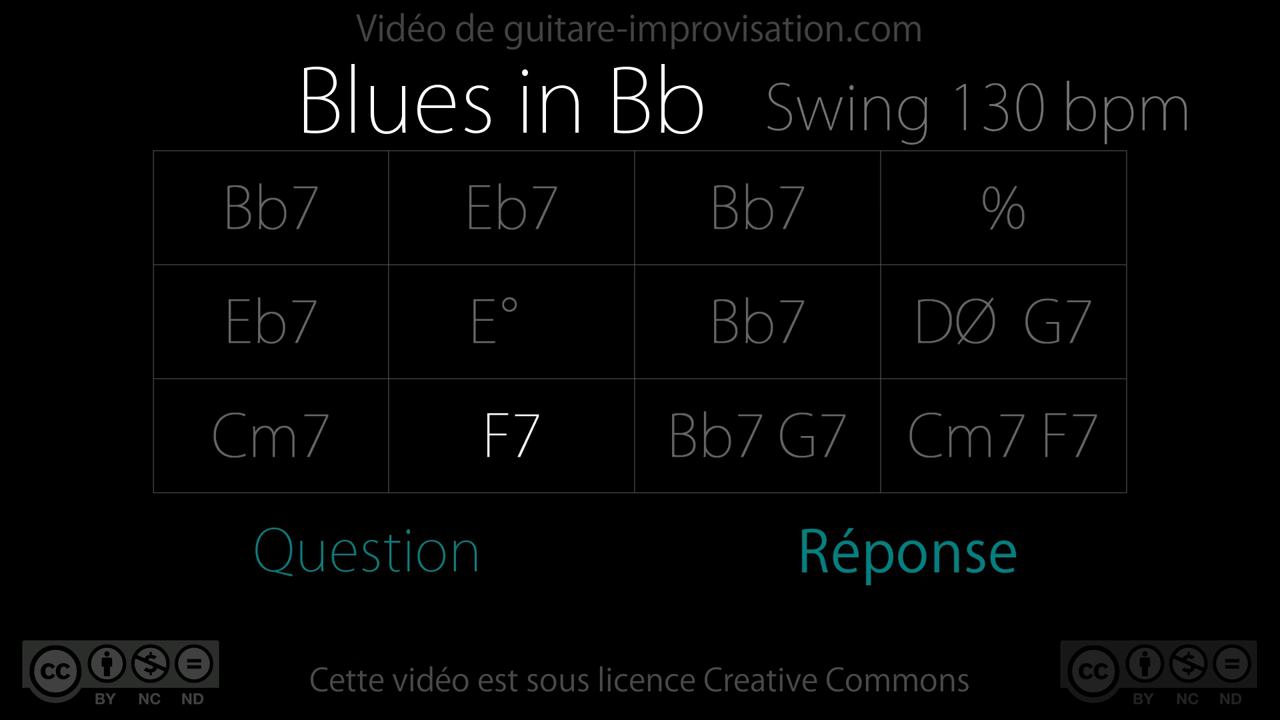 Vidéo de guitare-improvisation.com
Blues in Bb Swing 130 bpm
Bb7 Eb7 Bb7 %
Eb7 E° Bb7 DØ G7
Cm7 F7 Bb7 G7 Cm7 F7
Question Réponse
cc BY NC ND cc BY NC ND
Cette vidéo est sous licence Creative Commons